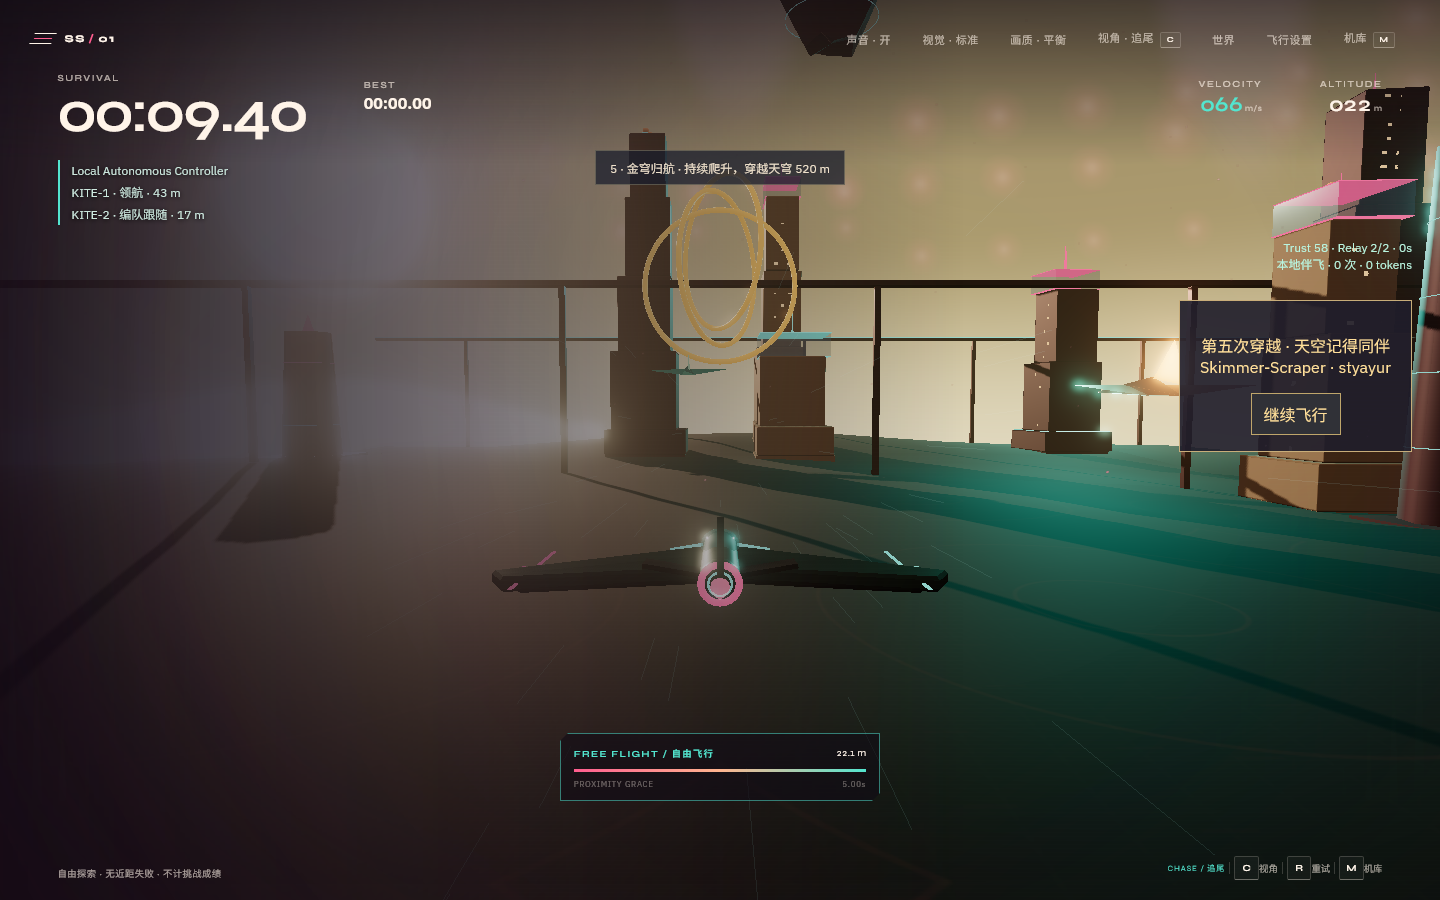 SS / 01
声音 · 开
视觉 · 标准
画质 · 平衡
视角 · 追尾 C
世界
飞行设置
机库 M
SURVIVAL
00:09.40
BEST
00:00.00
VELOCITY
066 m/s
ALTITUDE
022 m
Local Autonomous Controller
KITE-1 · 领航 · 43 m
KITE-2 · 编队跟随 · 17 m
5 · 金穹归航 · 持续爬升，穿越天穹 520 m
Trust 58 · Relay 2/2 · 0s
本地伴飞 · 0 次 · 0 tokens
第五次穿越 · 天空记得同伴
Skimmer-Scraper · styayur
继续飞行
FREE FLIGHT / 自由飞行
22.1 m
PROXIMITY GRACE
5.00s
自由探索 · 无近距失败 · 不计挑战成绩
CHASE / 追尾 C 视角 R 重试 M 机库